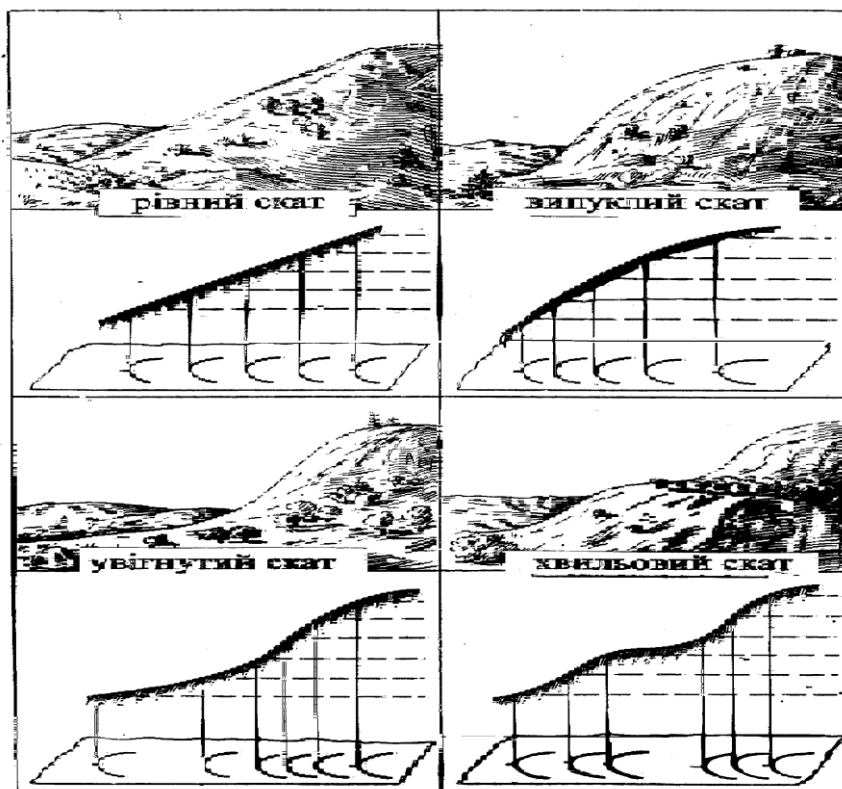 рівний скат
випуклий скат
увігнутий скат
хвильовий скат